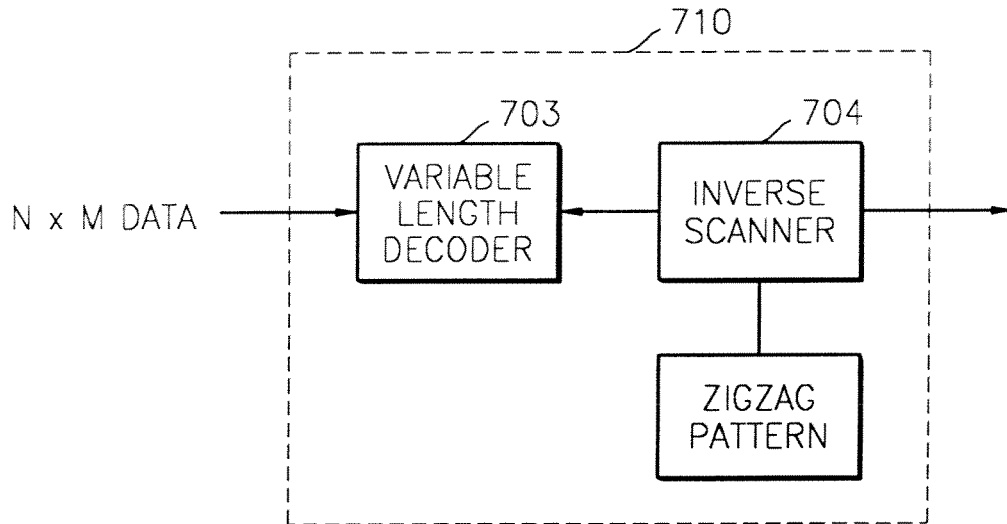 710
703
704
N x M DATA
VARIABLE
LENGTH
DECODER
INVERSE
SCANNER
ZIGZAG
PATTERN